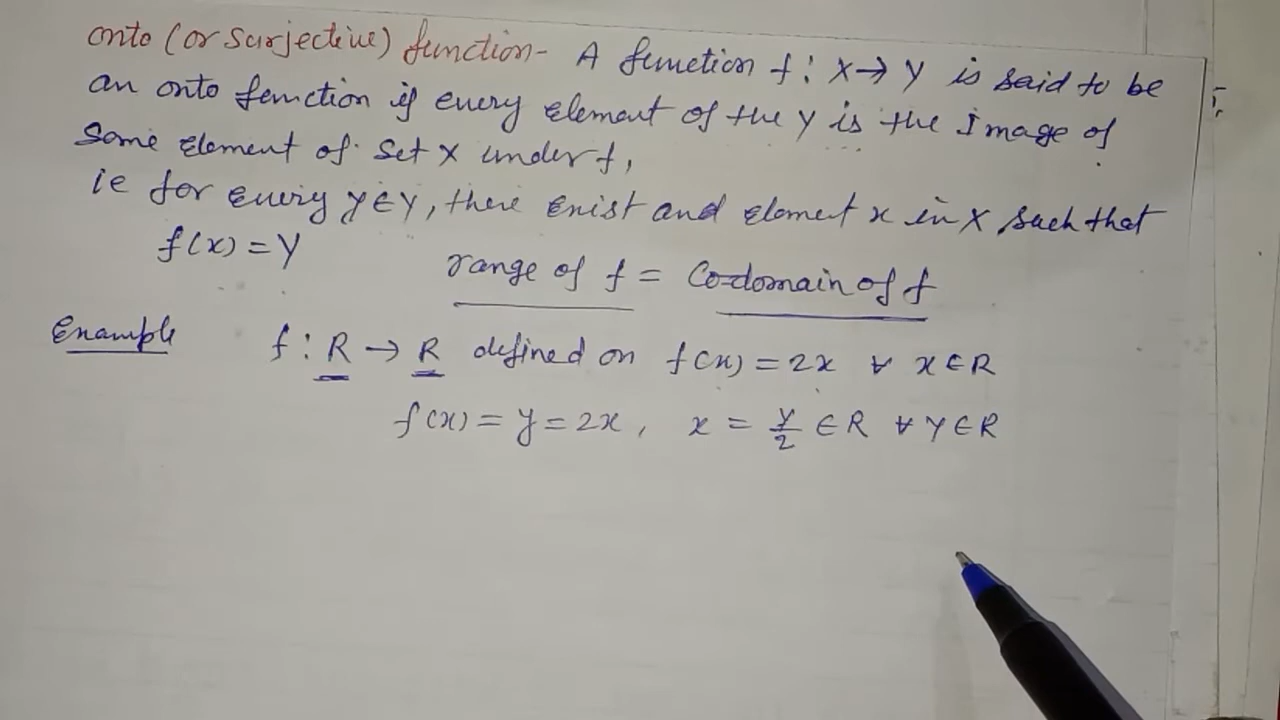 onto (or surjective) function- A function f : X → Y is said to be
an onto function if every element of the Y is the Image of
Some element of set X under f,
ie for every y ∈ Y, there exist and element x in X such that
f(x) = Y
range of f = Co-domain of f
Example f : R → R defined on f(x) = 2x ∀ x ∈ R
f(x) = y = 2x, x = y/2 ∈ R ∀ y ∈ R